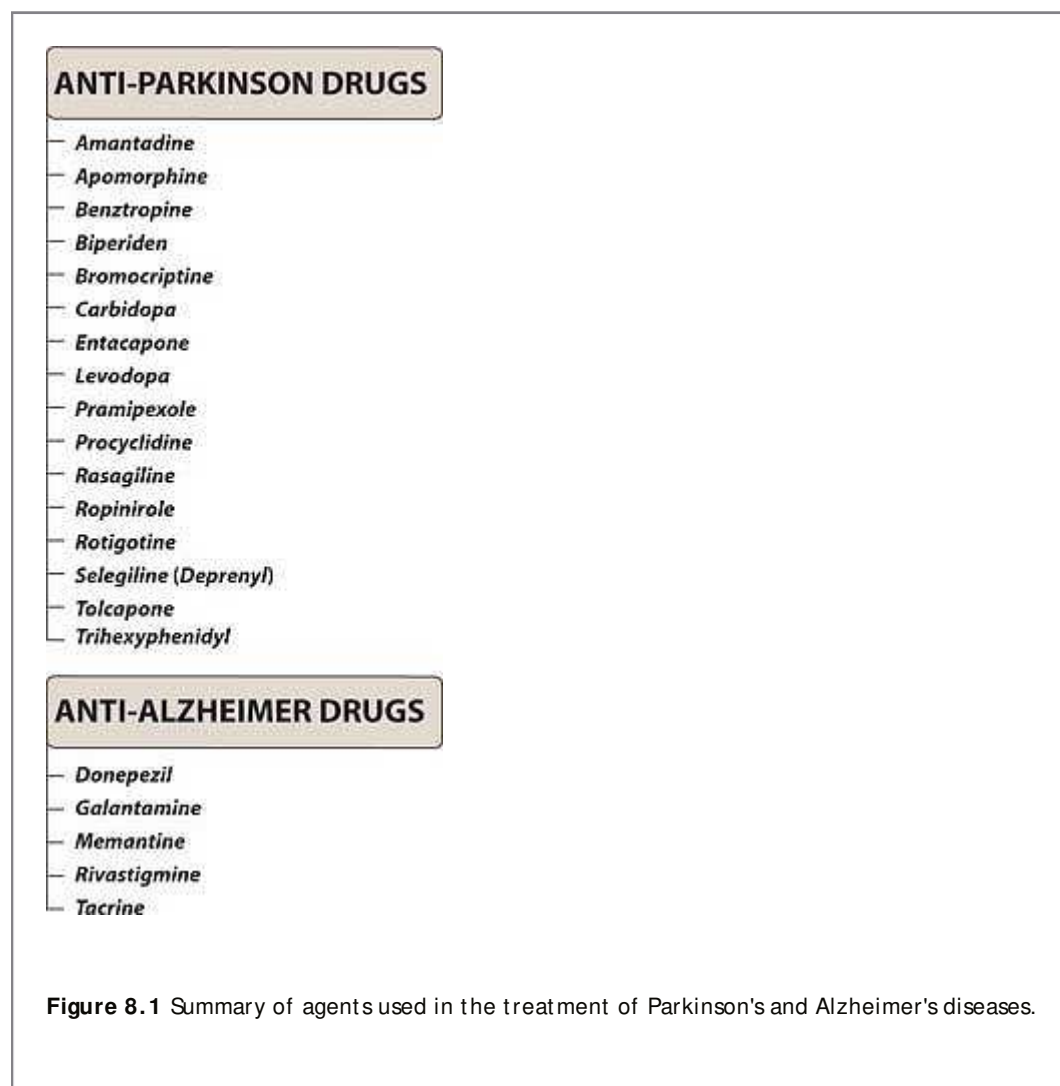 ANTI-PARKINSON DRUGS
Amantadine
Apomorphine
Benztropine
Biperiden
Bromocriptine
Carbidopa
Entacapone
Levodopa
Pramipexole
Procyclidine
Rasagiline
Ropinirole
Rotigotine
Selegiline (Deprenyl)
Tolcapone
Trihexyphenidyl
ANTI-ALZHEIMER DRUGS
Donepezil
Galantamine
Memantine
Rivastigmine
Tacrine
Figure 8.1 Summary of agents used in the treatment of Parkinson's and Alzheimer's diseases.